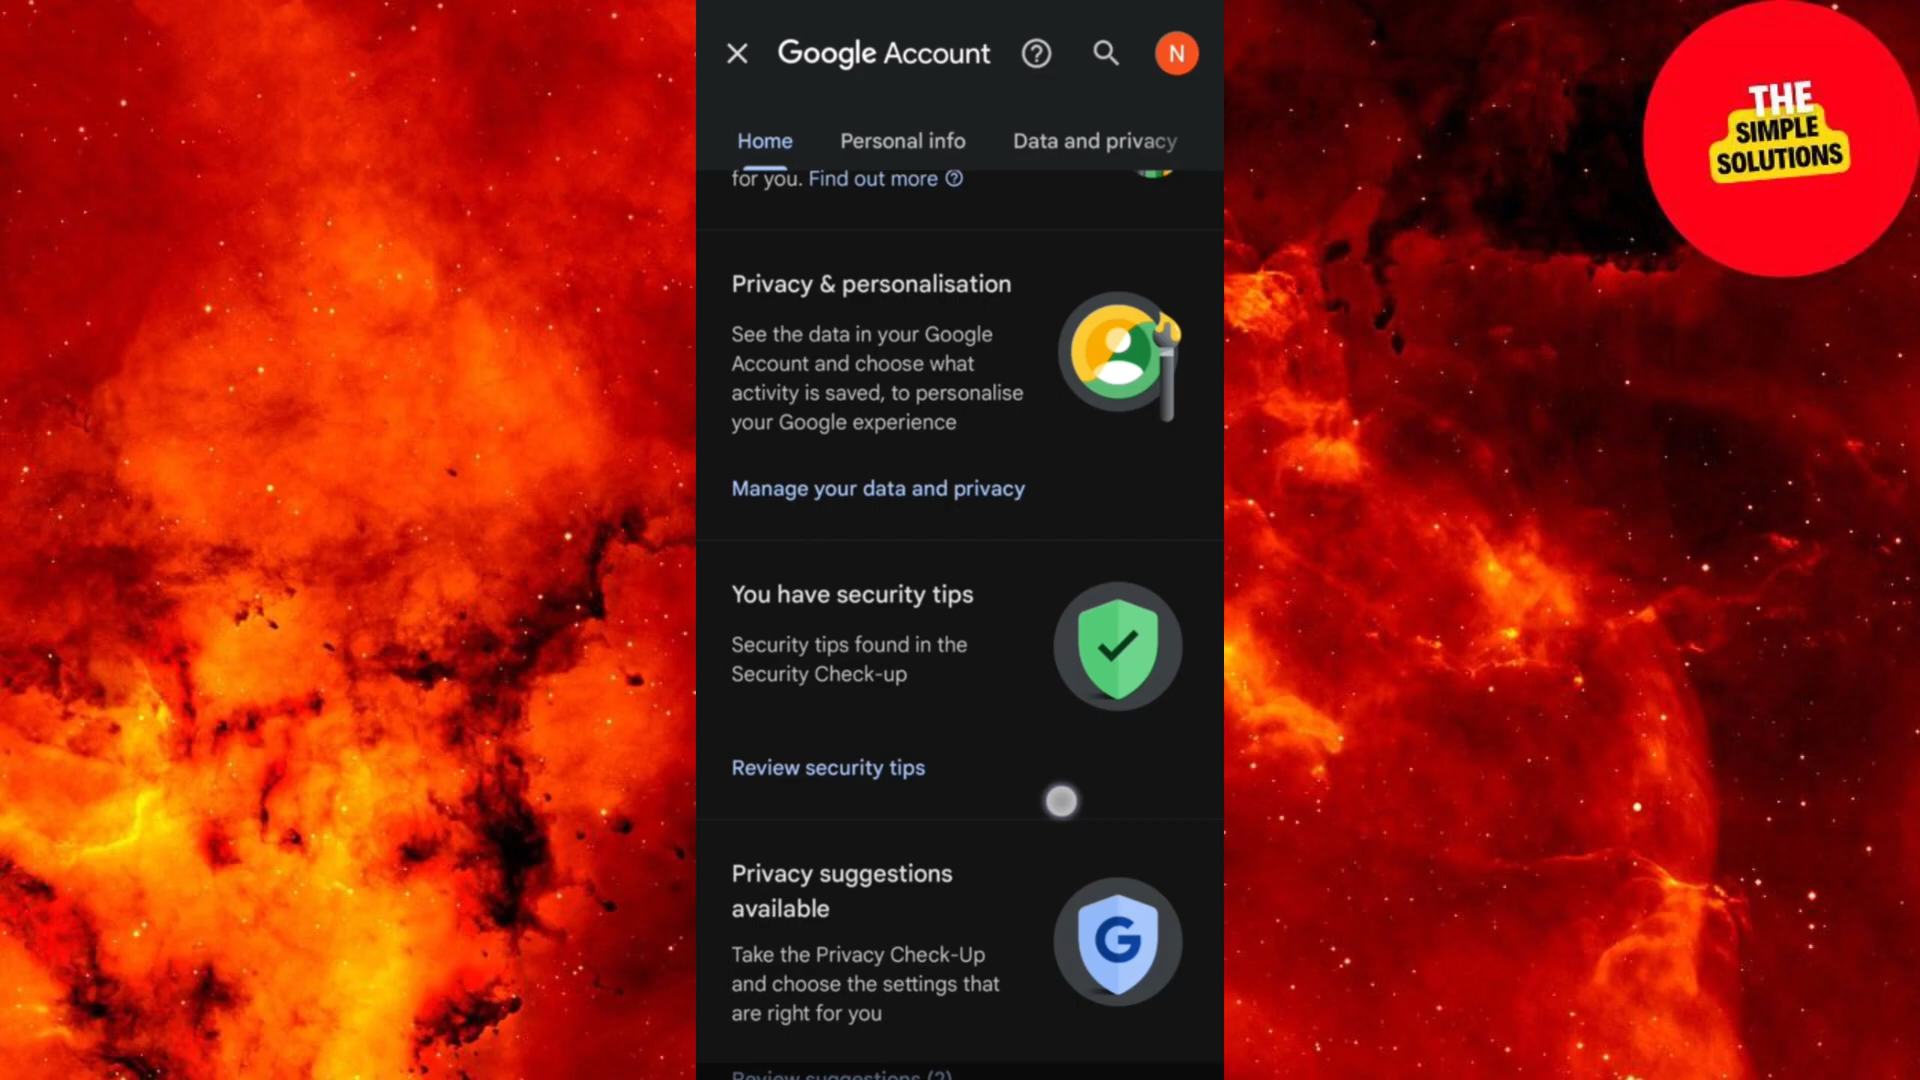 Google Account
N
Home
Personal info
Data and privacy
for you. Find out more
Privacy & personalisation
See the data in your Google
Account and choose what
activity is saved, to personalise
your Google experience
Manage your data and privacy
You have security tips
Security tips found in the
Security Check-up
Review security tips
Privacy suggestions
available
G
Take the Privacy Check-Up
and choose the settings that
are right for you
Review suggestions (2)
THE
SIMPLE
SOLUTIONS